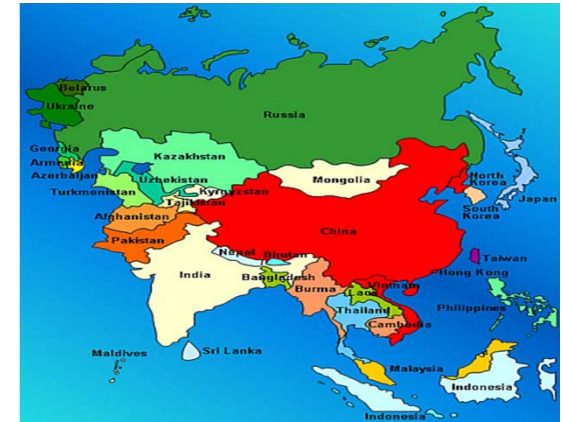 Belarus
Ukraine
Russia
Georgia
Armenia
Azerbaijan
Kazakhstan
Uzbekistan
Turkmenistan
Kyrgyzstan
Tajikistan
Mongolia
North
Korea
South
Korea
Japan
Afghanistan
Pakistan
China
Nepal
Bhutan
Taiwan
Hong Kong
India
Bangladesh
Burma
Laos
Vietnam
Thailand
Cambodia
Philippines
Maldives
Sri Lanka
Malaysia
Indonesia
Indonesia